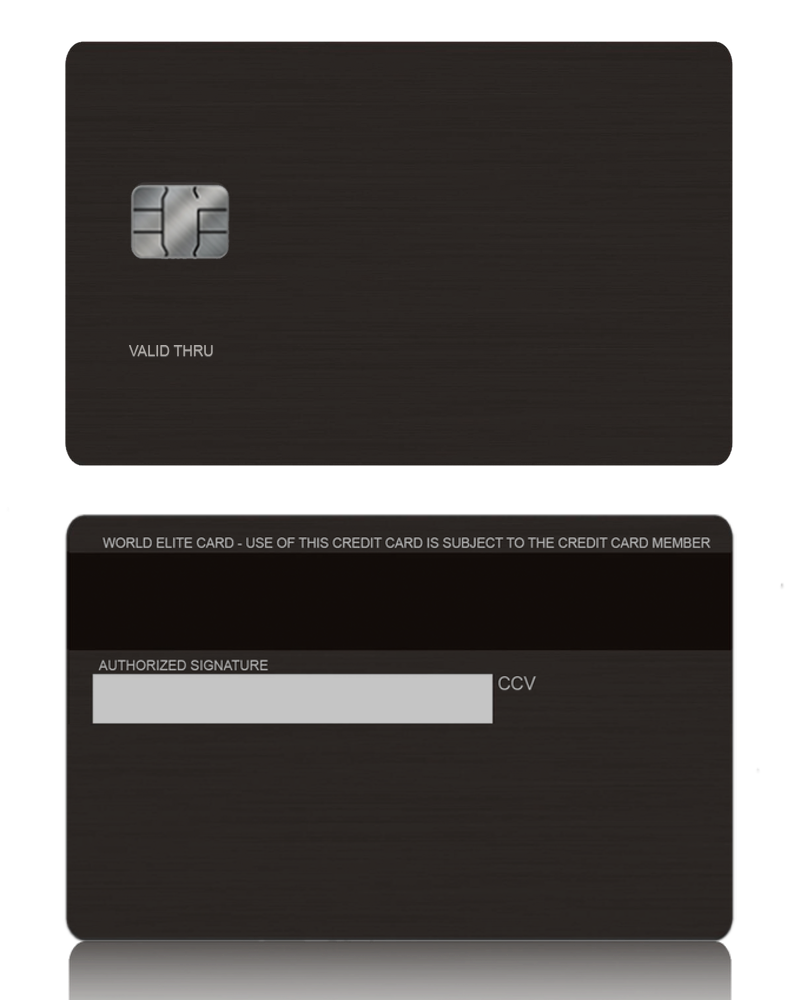 VALID THRU
WORLD ELITE CARD - USE OF THIS CREDIT CARD IS SUBJECT TO THE CREDIT CARD MEMBER
AUTHORIZED SIGNATURE
CCV